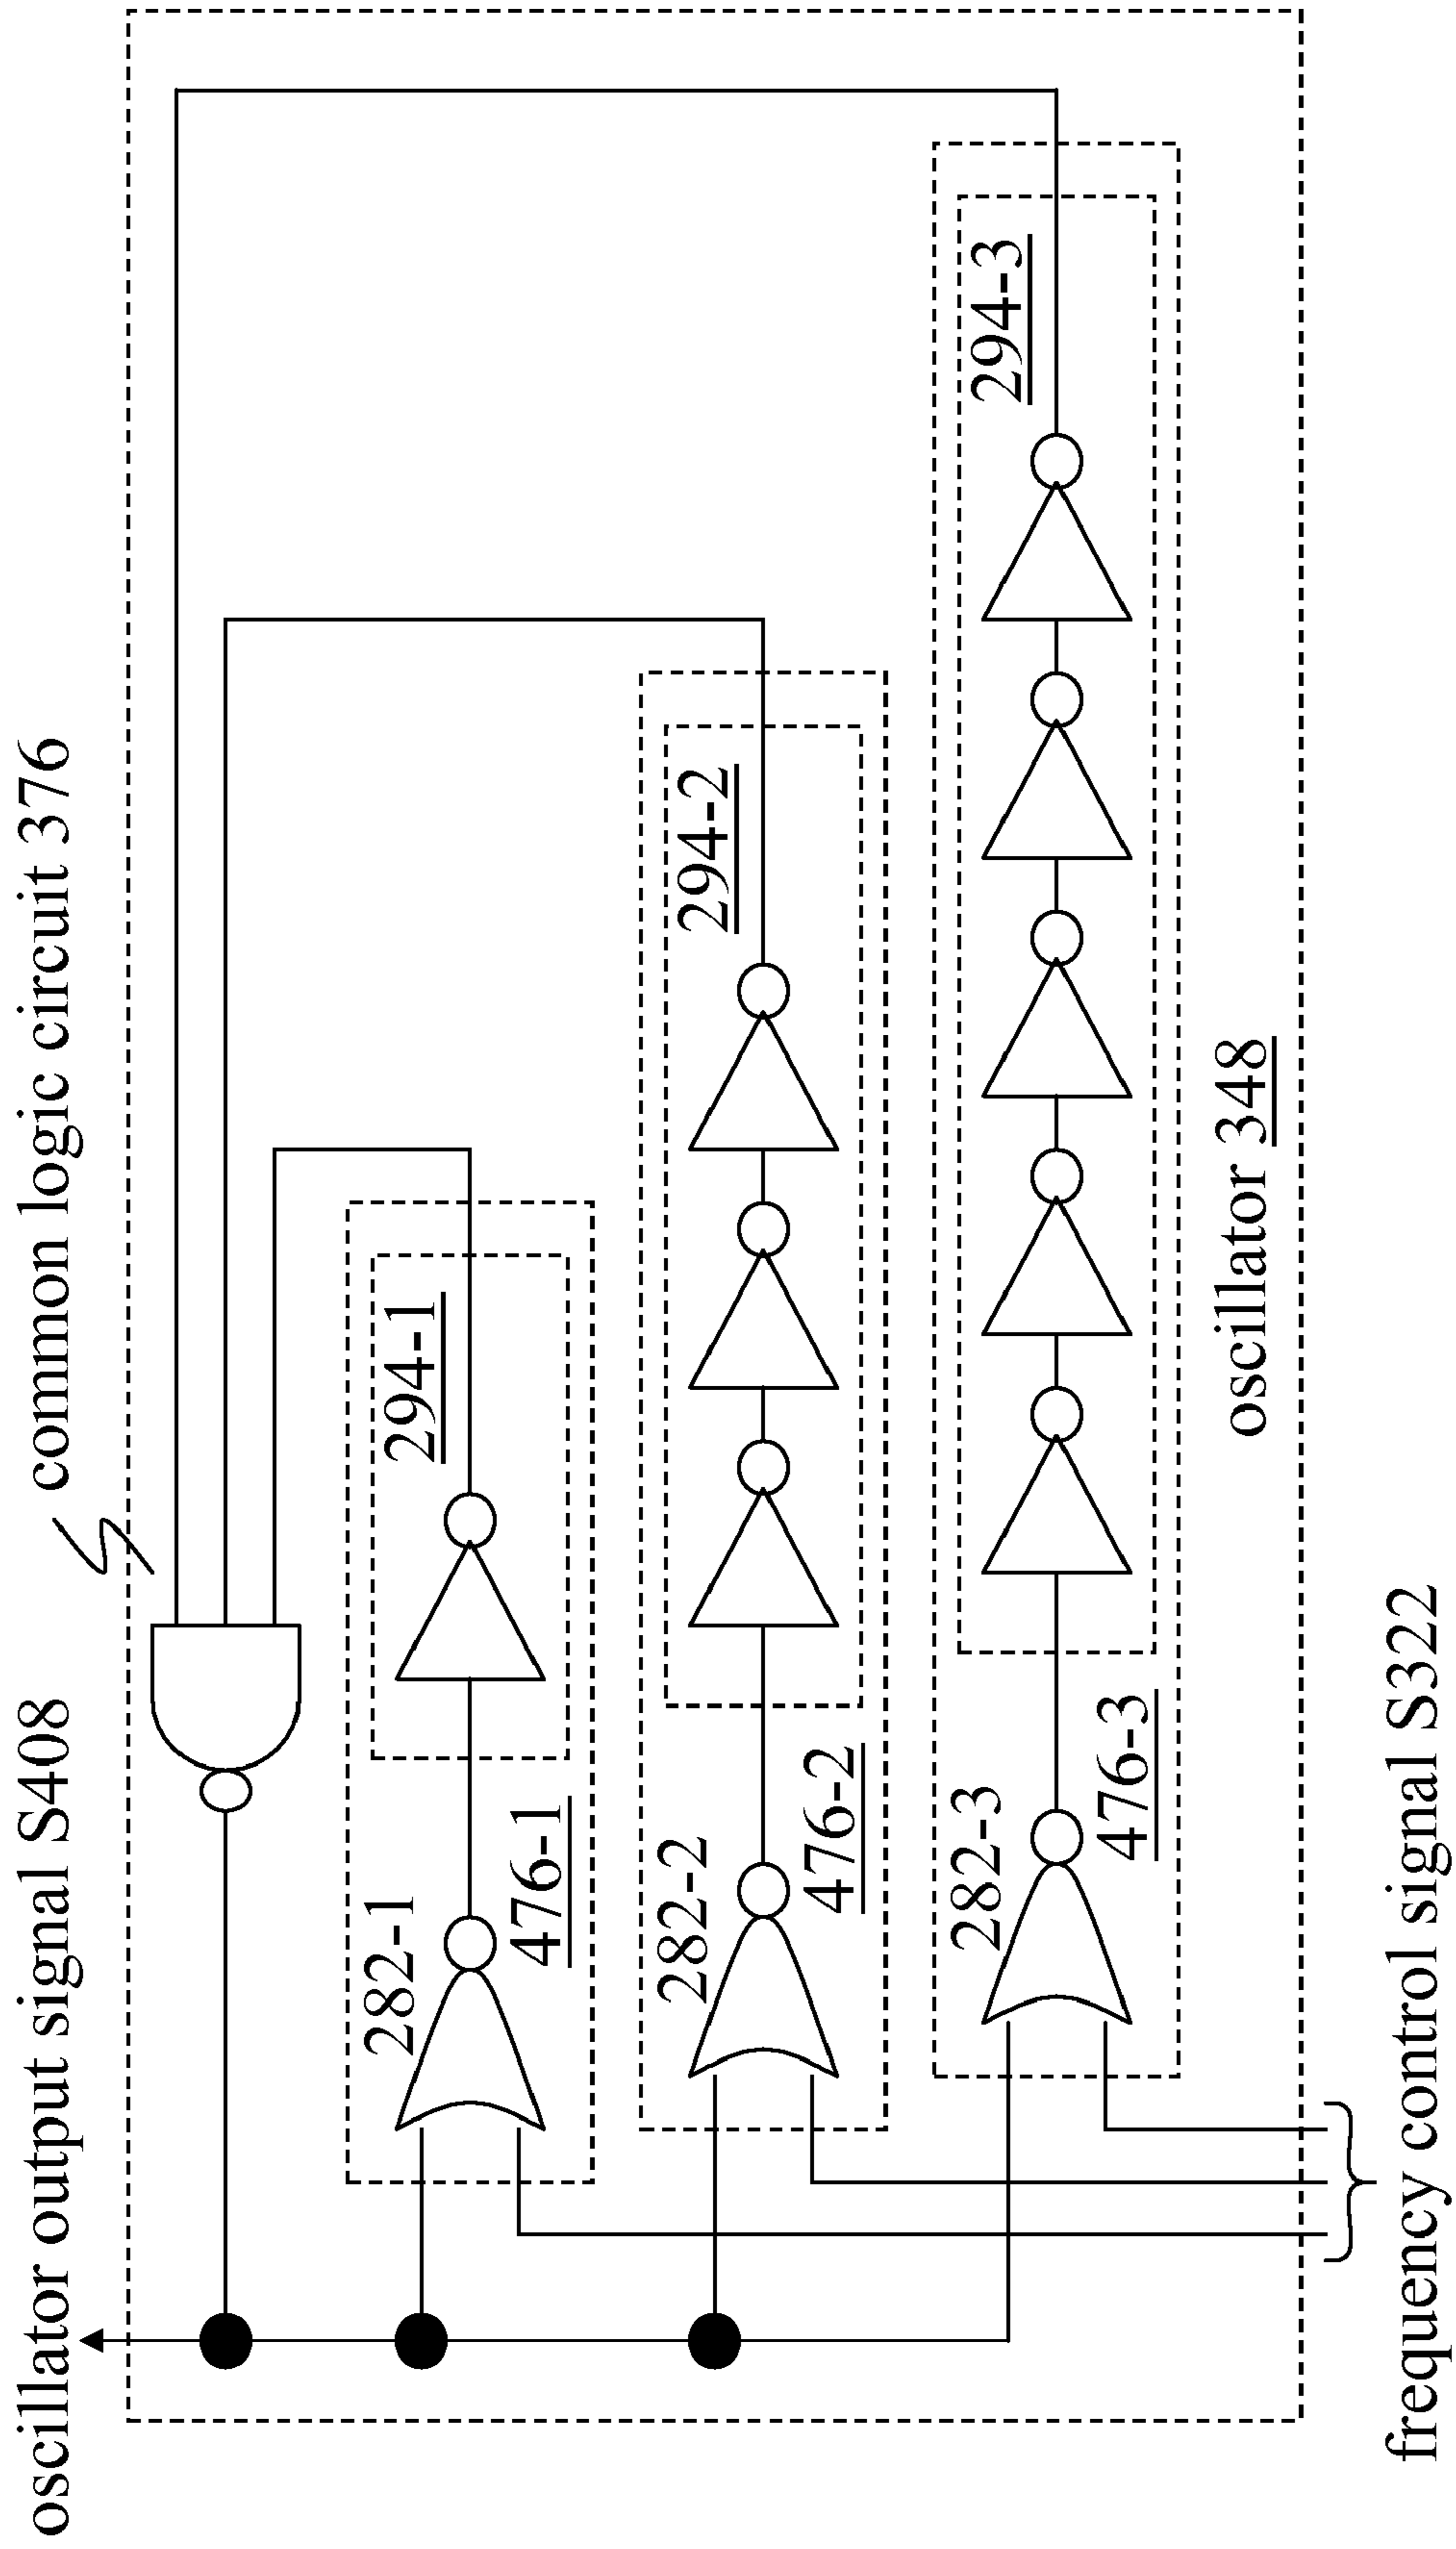 oscillator output signal S408
common logic circuit 376
282-1
294-1
476-1
282-2
294-2
476-2
282-3
294-3
476-3
oscillator 348
frequency control signal S322